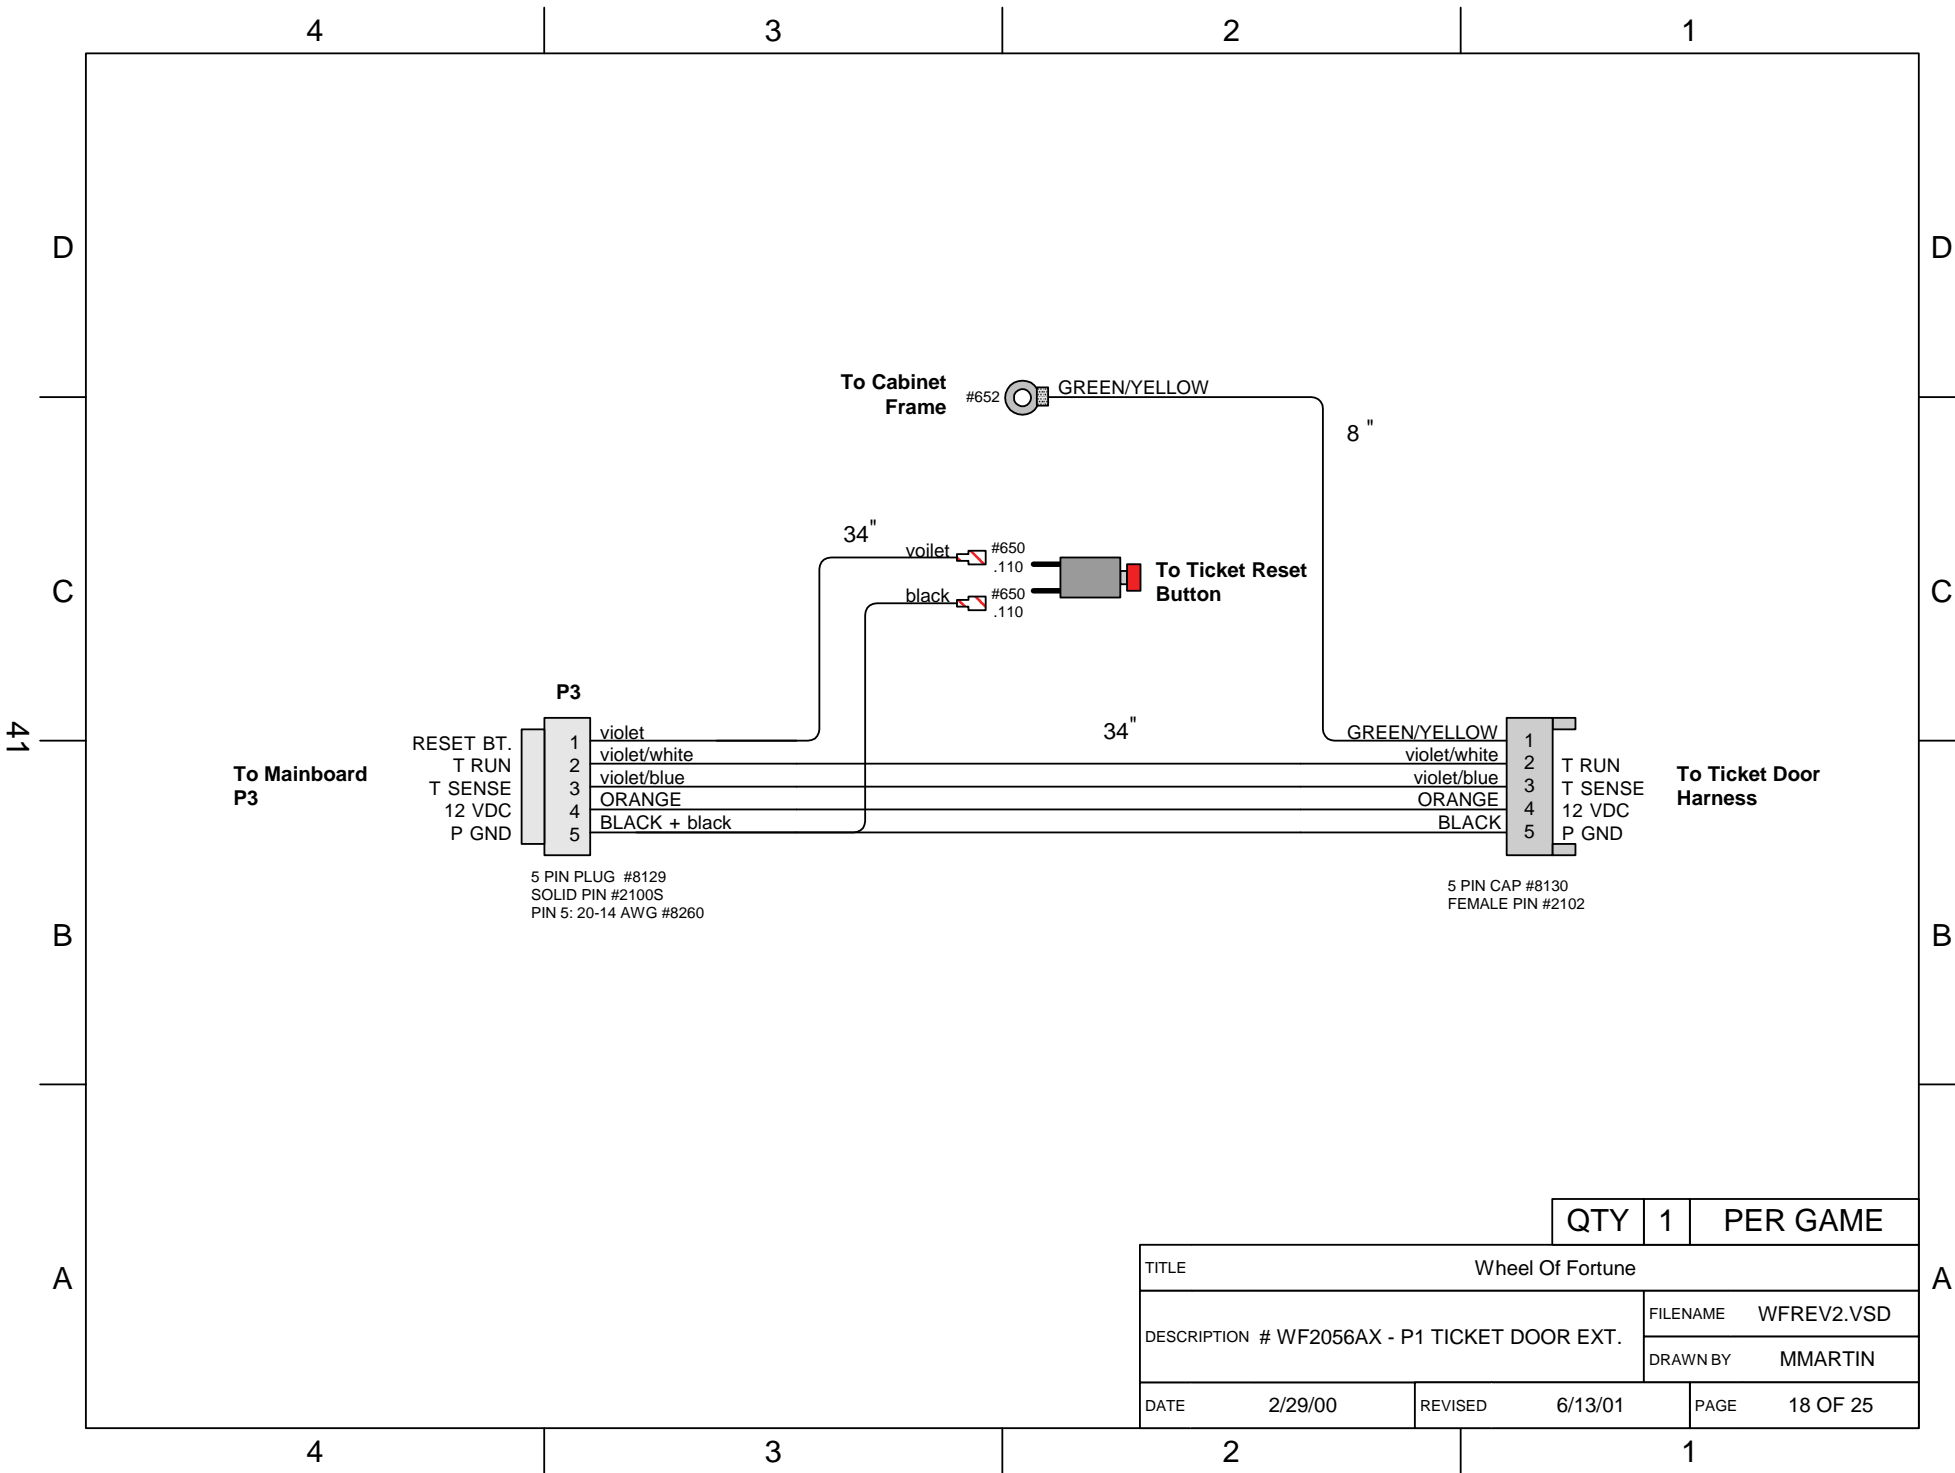 4 3 2 1
D D
To Cabinet
Frame
#652
GREEN/YELLOW
8 "
34"
voilet
#650
.110
black
#650
.110
To Ticket Reset
Button
C C
P3
34"
To Mainboard
P3
RESET BT. 1 violet
T RUN 2 violet/white
T SENSE 3 violet/blue
12 VDC 4 ORANGE
P GND 5 BLACK + black
GREEN/YELLOW 1
violet/white 2 T RUN
violet/blue 3 T SENSE
ORANGE 4 12 VDC
BLACK 5 P GND
To Ticket Door
Harness
41
5 PIN PLUG #8129
SOLID PIN #2100S
PIN 5: 20-14 AWG #8260
5 PIN CAP #8130
FEMALE PIN #2102
B B
QTY 1 PER GAME
A A
TITLE Wheel Of Fortune
DESCRIPTION # WF2056AX - P1 TICKET DOOR EXT.
FILENAME WFREV2.VSD
DRAWN BY MMARTIN
DATE 2/29/00 REVISED 6/13/01 PAGE 18 OF 25
4 3 2 1